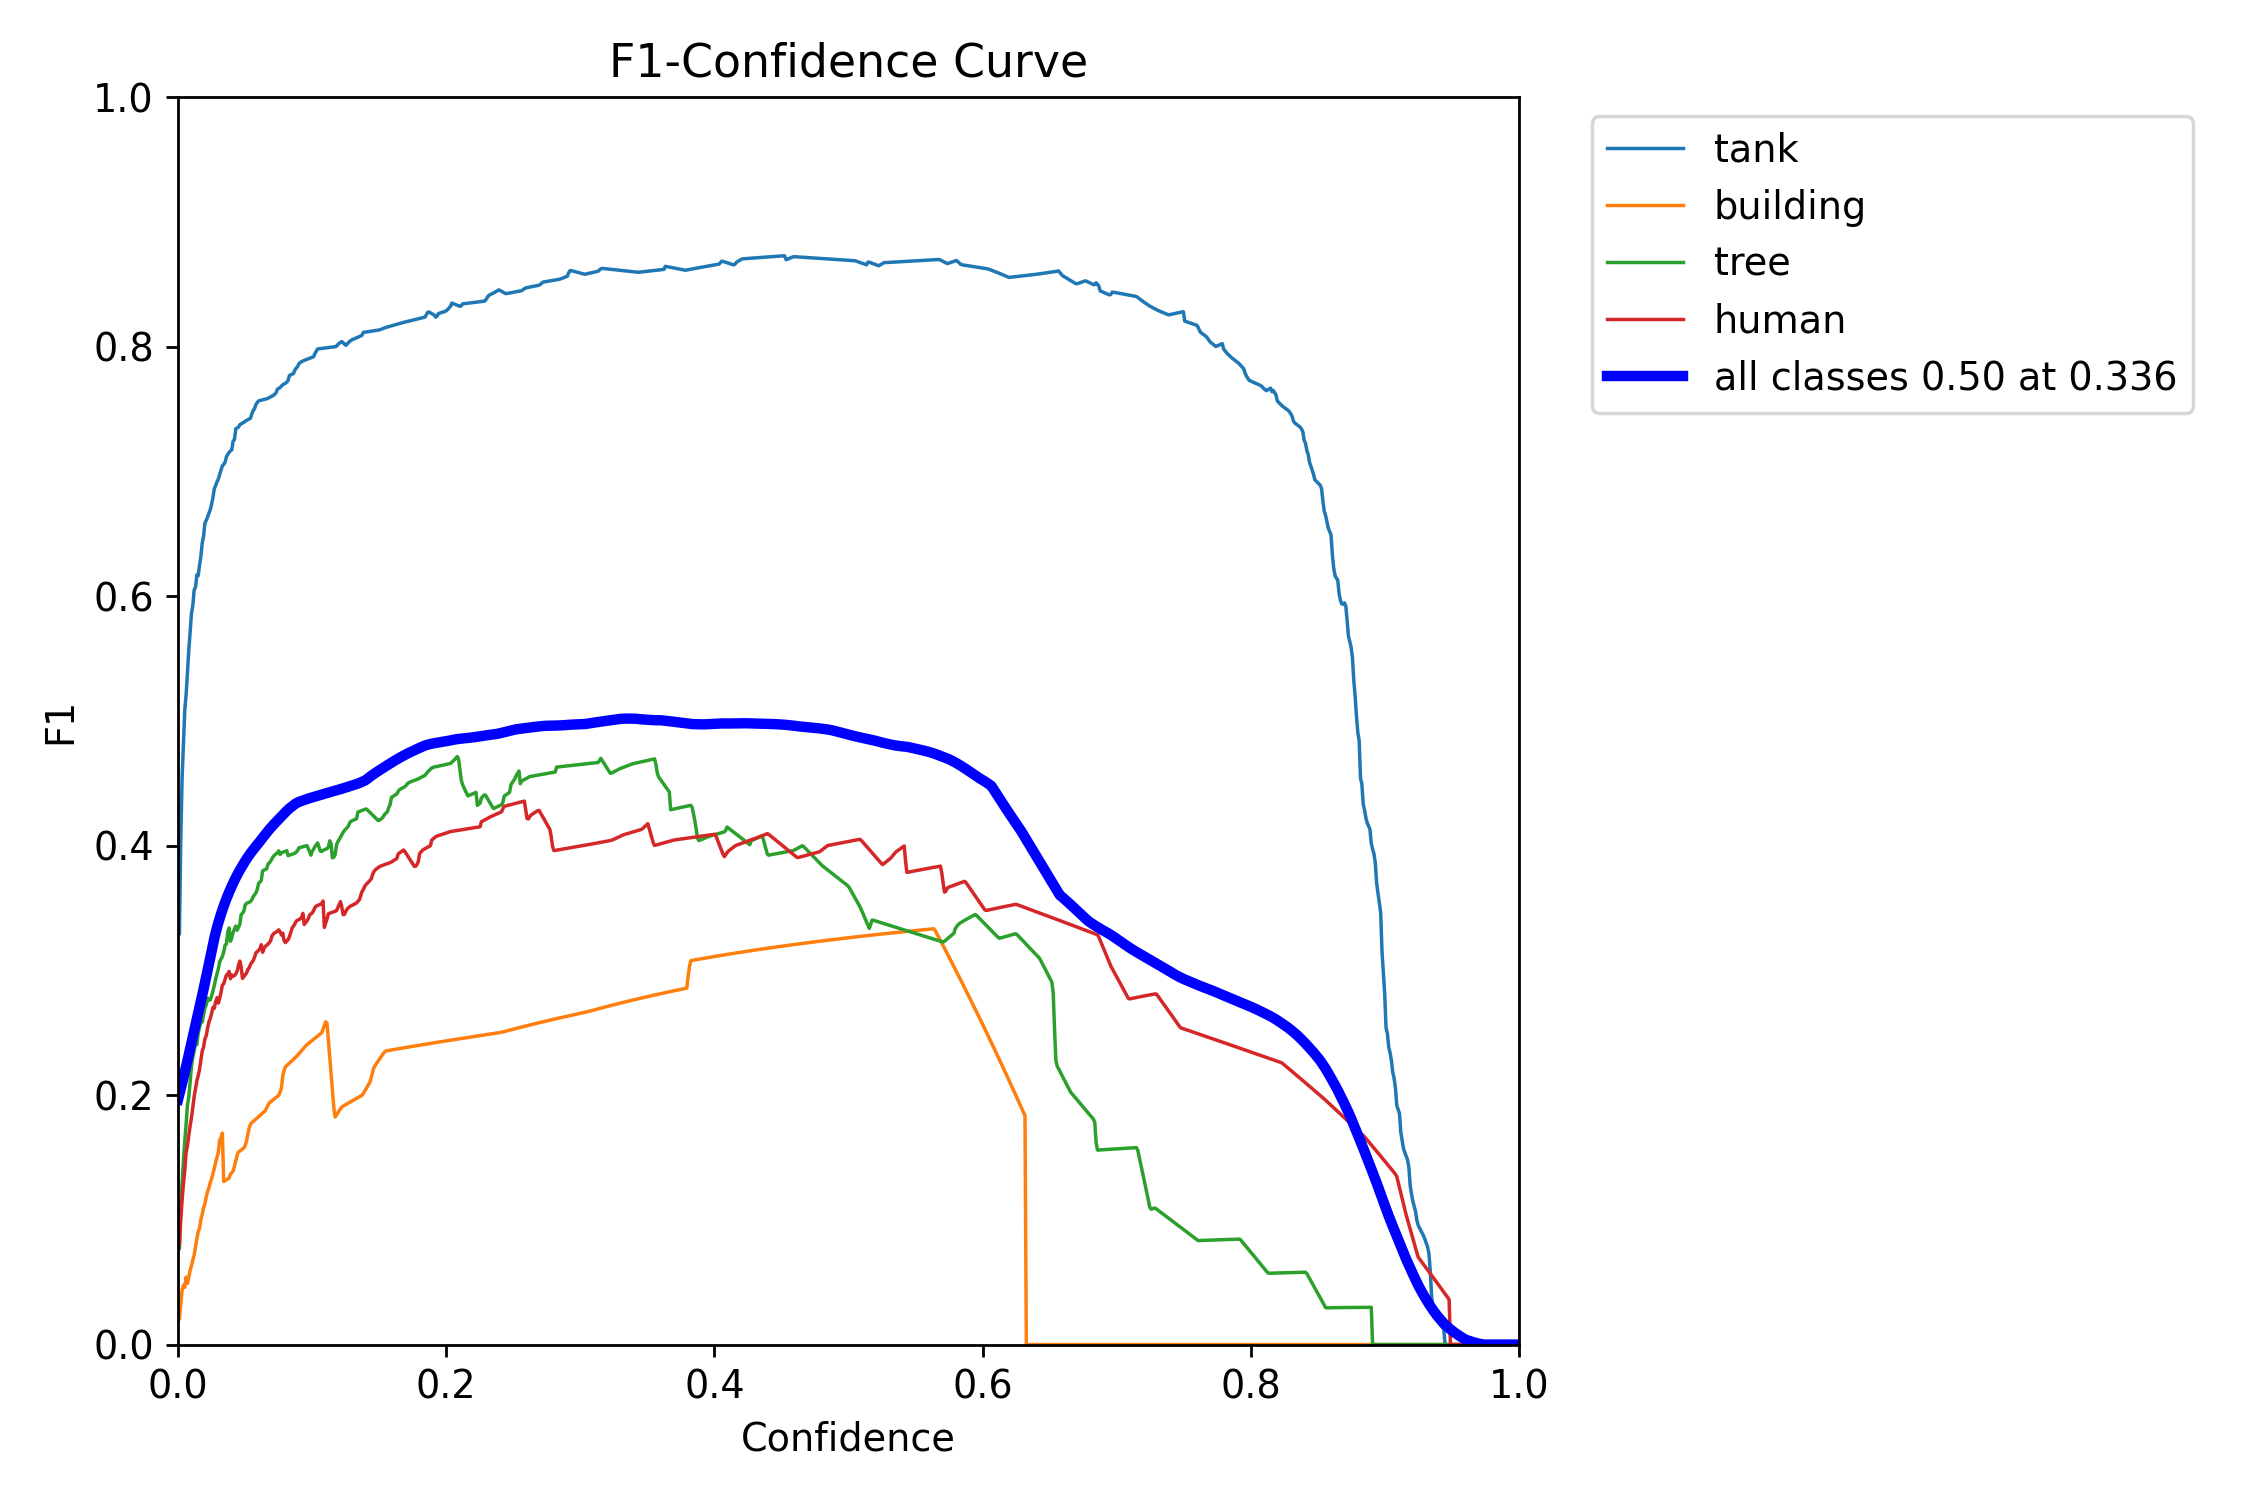 F1-Confidence Curve
1.0
0.8
0.6
0.4
0.2
0.0
F1
0.0 0.2 0.4 0.6 0.8 1.0
Confidence
tank
building
tree
human
all classes 0.50 at 0.336